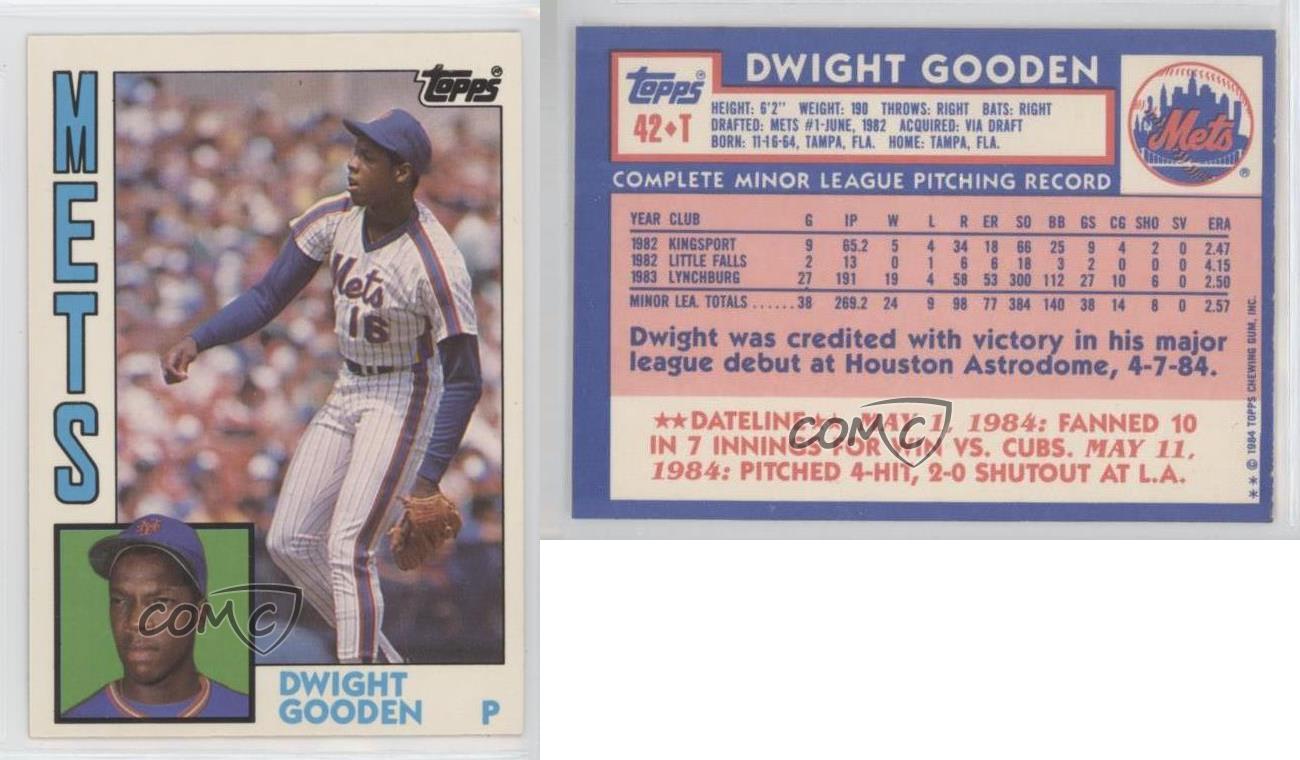 METS
Topps
Mets
16
NY
COMC
DWIGHT
GOODEN
P
Topps
42♦T
DWIGHT GOODEN
HEIGHT: 6'2" WEIGHT: 190 THROWS: RIGHT BATS: RIGHT
DRAFTED: METS #1-JUNE, 1982 ACQUIRED: VIA DRAFT
BORN: 11-16-64, TAMPA, FLA. HOME: TAMPA, FLA.
Mets
COMPLETE MINOR LEAGUE PITCHING RECORD
YEAR CLUB G IP W L R ER SO BB GS CG SHO SV ERA
1982 KINGSPORT 9 65.2 5 4 34 18 66 25 9 4 2 0 2.47
1982 LITTLE FALLS 2 13 0 1 6 6 18 3 2 0 0 0 4.15
1983 LYNCHBURG 27 191 19 4 58 53 300 112 27 10 6 0 2.50
MINOR LEA. TOTALS ......38 269.2 24 9 98 77 384 140 38 14 8 0 2.57
Dwight was credited with victory in his major
league debut at Houston Astrodome, 4-7-84.
★★DATELINE★★ MAY 1, 1984: FANNED 10
IN 7 INNINGS FOR WIN VS. CUBS. MAY 11,
1984: PITCHED 4-HIT, 2-0 SHUTOUT AT L.A.
COMC
** © 1984 TOPPS CHEWING GUM, INC.